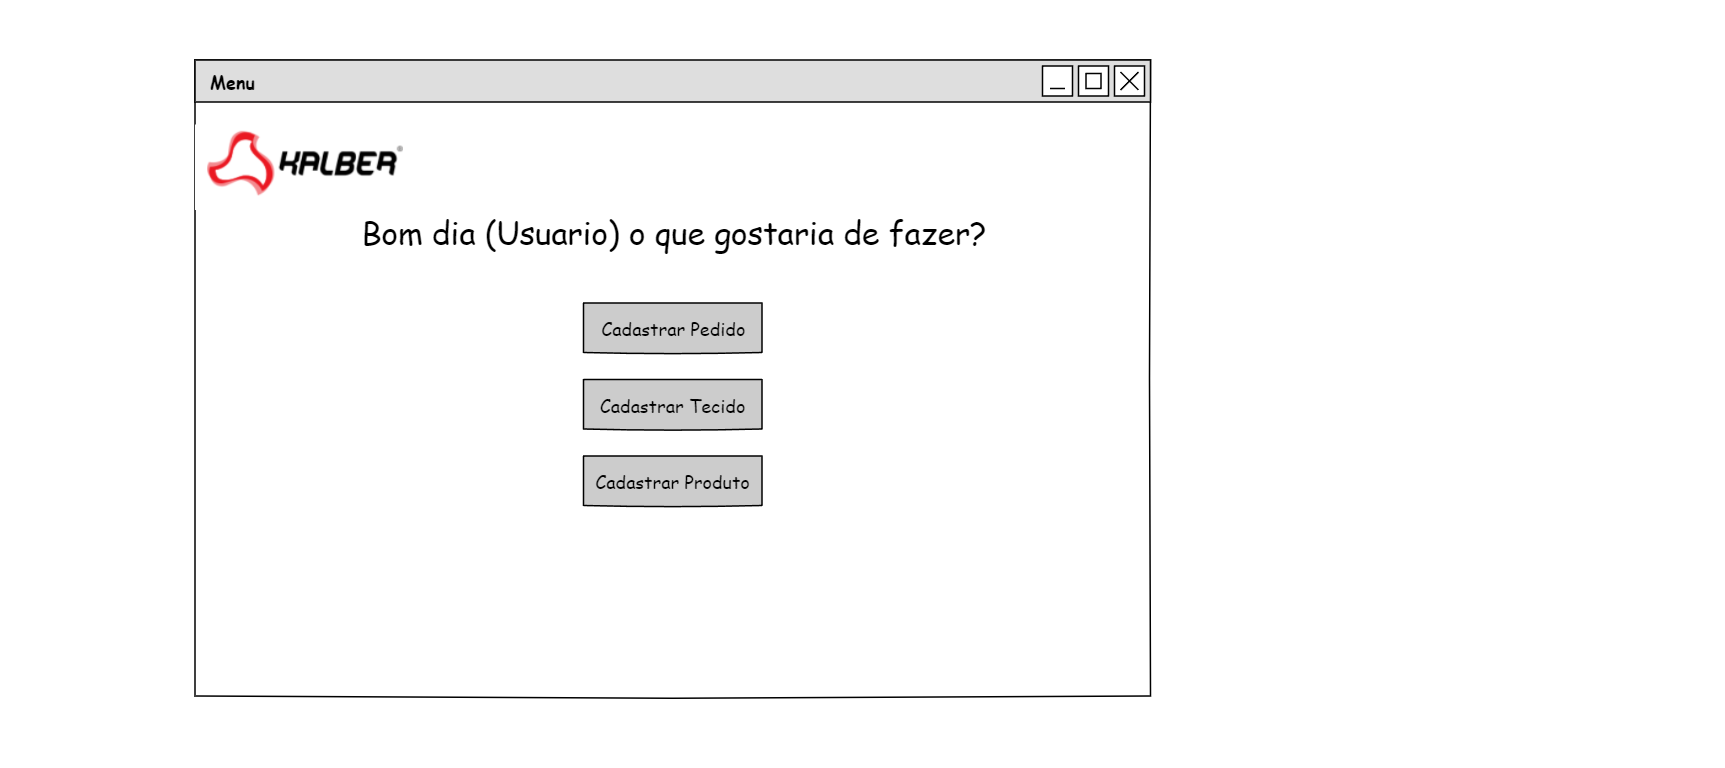 Menu
KALBER®
Bom dia (Usuario) o que gostaria de fazer?
Cadastrar Pedido
Cadastrar Tecido
Cadastrar Produto